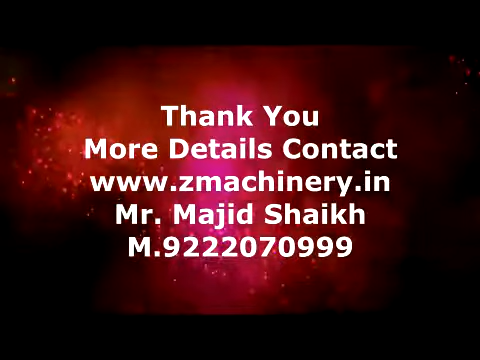 Thank You
More Details Contact
www.zmachinery.in
Mr. Majid Shaikh
M.9222070999